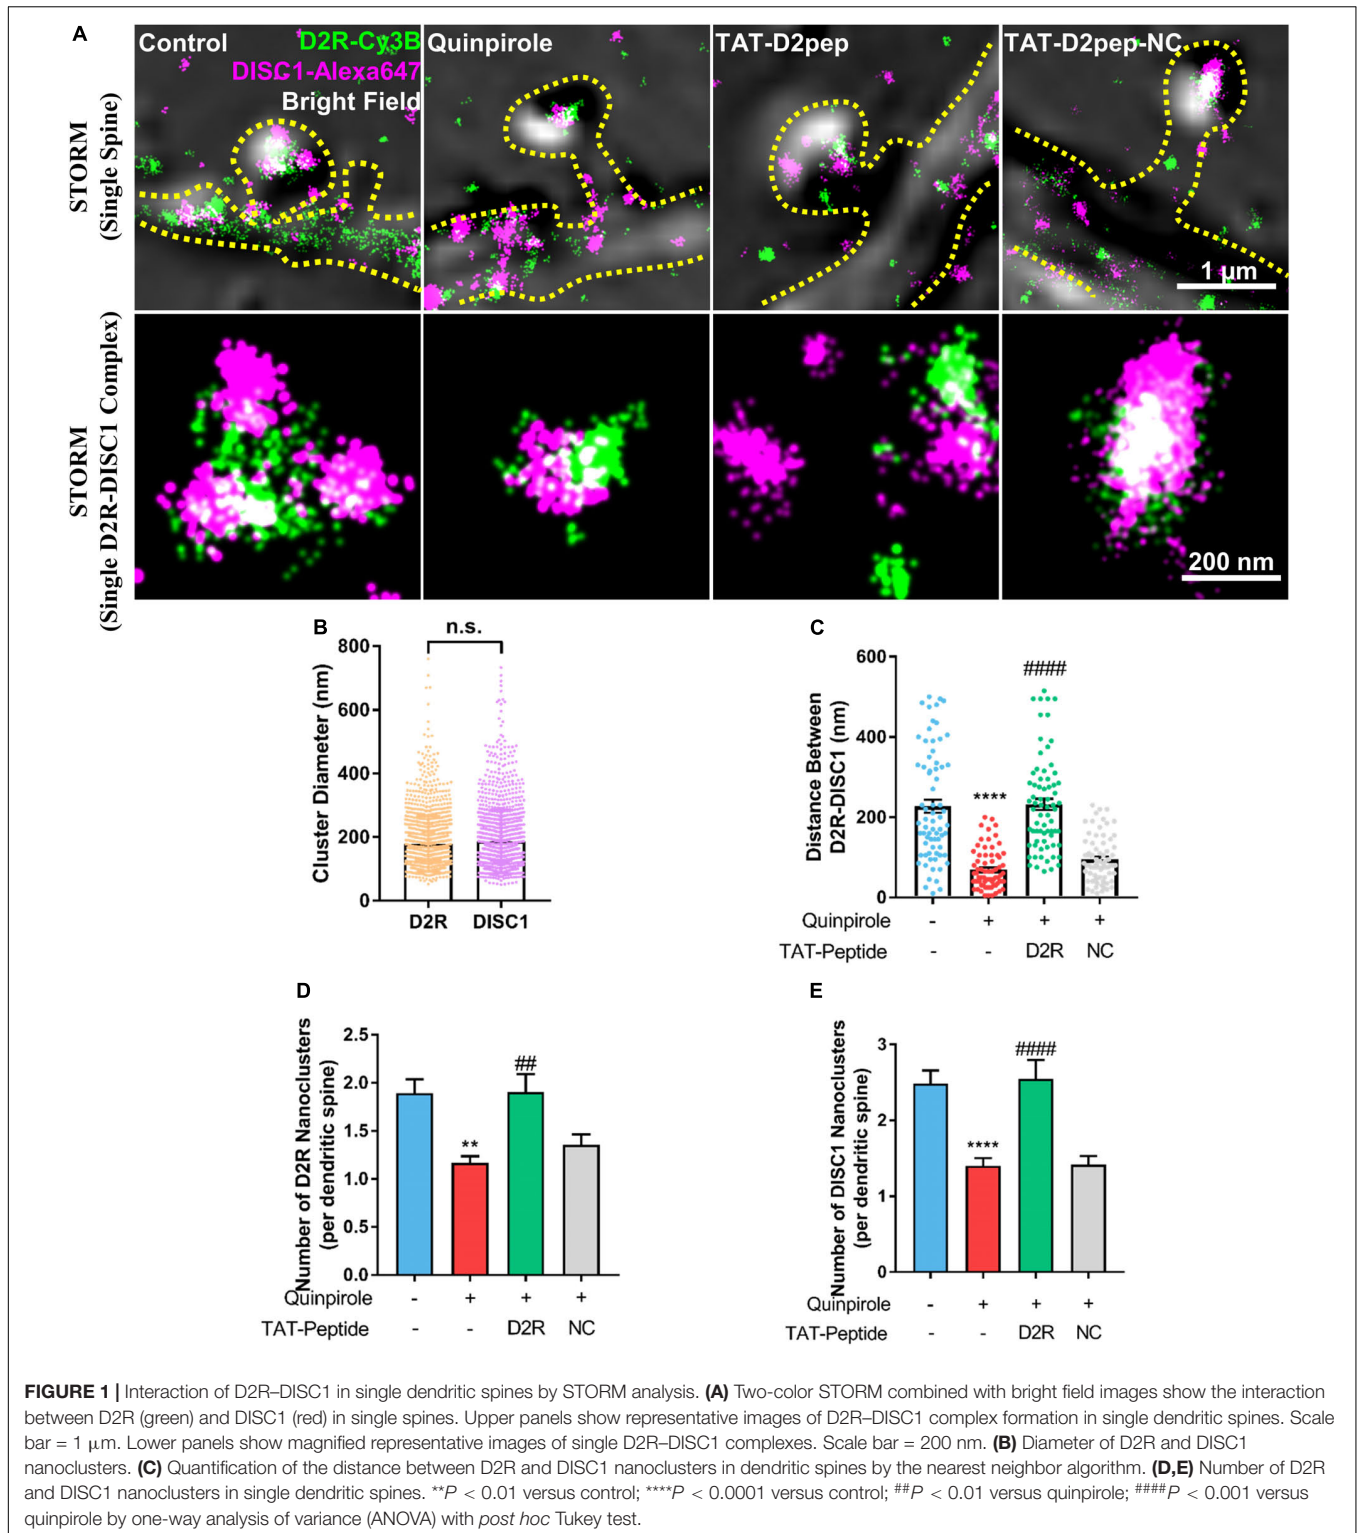 A
Control
D2R-Cy3B
DISC1-Alexa647
Bright Field
Quinpirole
TAT-D2pep
TAT-D2pep-NC
STORM
(Single Spine)
1 μm
STORM
(Single D2R-DISC1 Complex)
200 nm
B
n.s.
Cluster Diameter (nm)
800
600
400
200
0
D2R DISC1
C
####
****
Distance Between
D2R-DISC1 (nm)
600
400
200
0
Quinpirole - + + +
TAT-Peptide - - D2R NC
D
##
**
Number of D2R Nanoclusters
(per dendritic spine)
2.5
2.0
1.5
1.0
0.5
0.0
Quinpirole - + + +
TAT-Peptide - - D2R NC
E
####
****
Number of DISC1 Nanoclusters
(per dendritic spine)
3
2
1
0
Quinpirole - + + +
TAT-Peptide - - D2R NC
FIGURE 1 | Interaction of D2R–DISC1 in single dendritic spines by STORM analysis. (A) Two-color STORM combined with bright field images show the interaction
between D2R (green) and DISC1 (red) in single spines. Upper panels show representative images of D2R–DISC1 complex formation in single dendritic spines. Scale
bar = 1 μm. Lower panels show magnified representative images of single D2R–DISC1 complexes. Scale bar = 200 nm. (B) Diameter of D2R and DISC1
nanoclusters. (C) Quantification of the distance between D2R and DISC1 nanoclusters in dendritic spines by the nearest neighbor algorithm. (D,E) Number of D2R
and DISC1 nanoclusters in single dendritic spines. **P < 0.01 versus control; ****P < 0.0001 versus control; ##P < 0.01 versus quinpirole; ####P < 0.001 versus
quinpirole by one-way analysis of variance (ANOVA) with post hoc Tukey test.